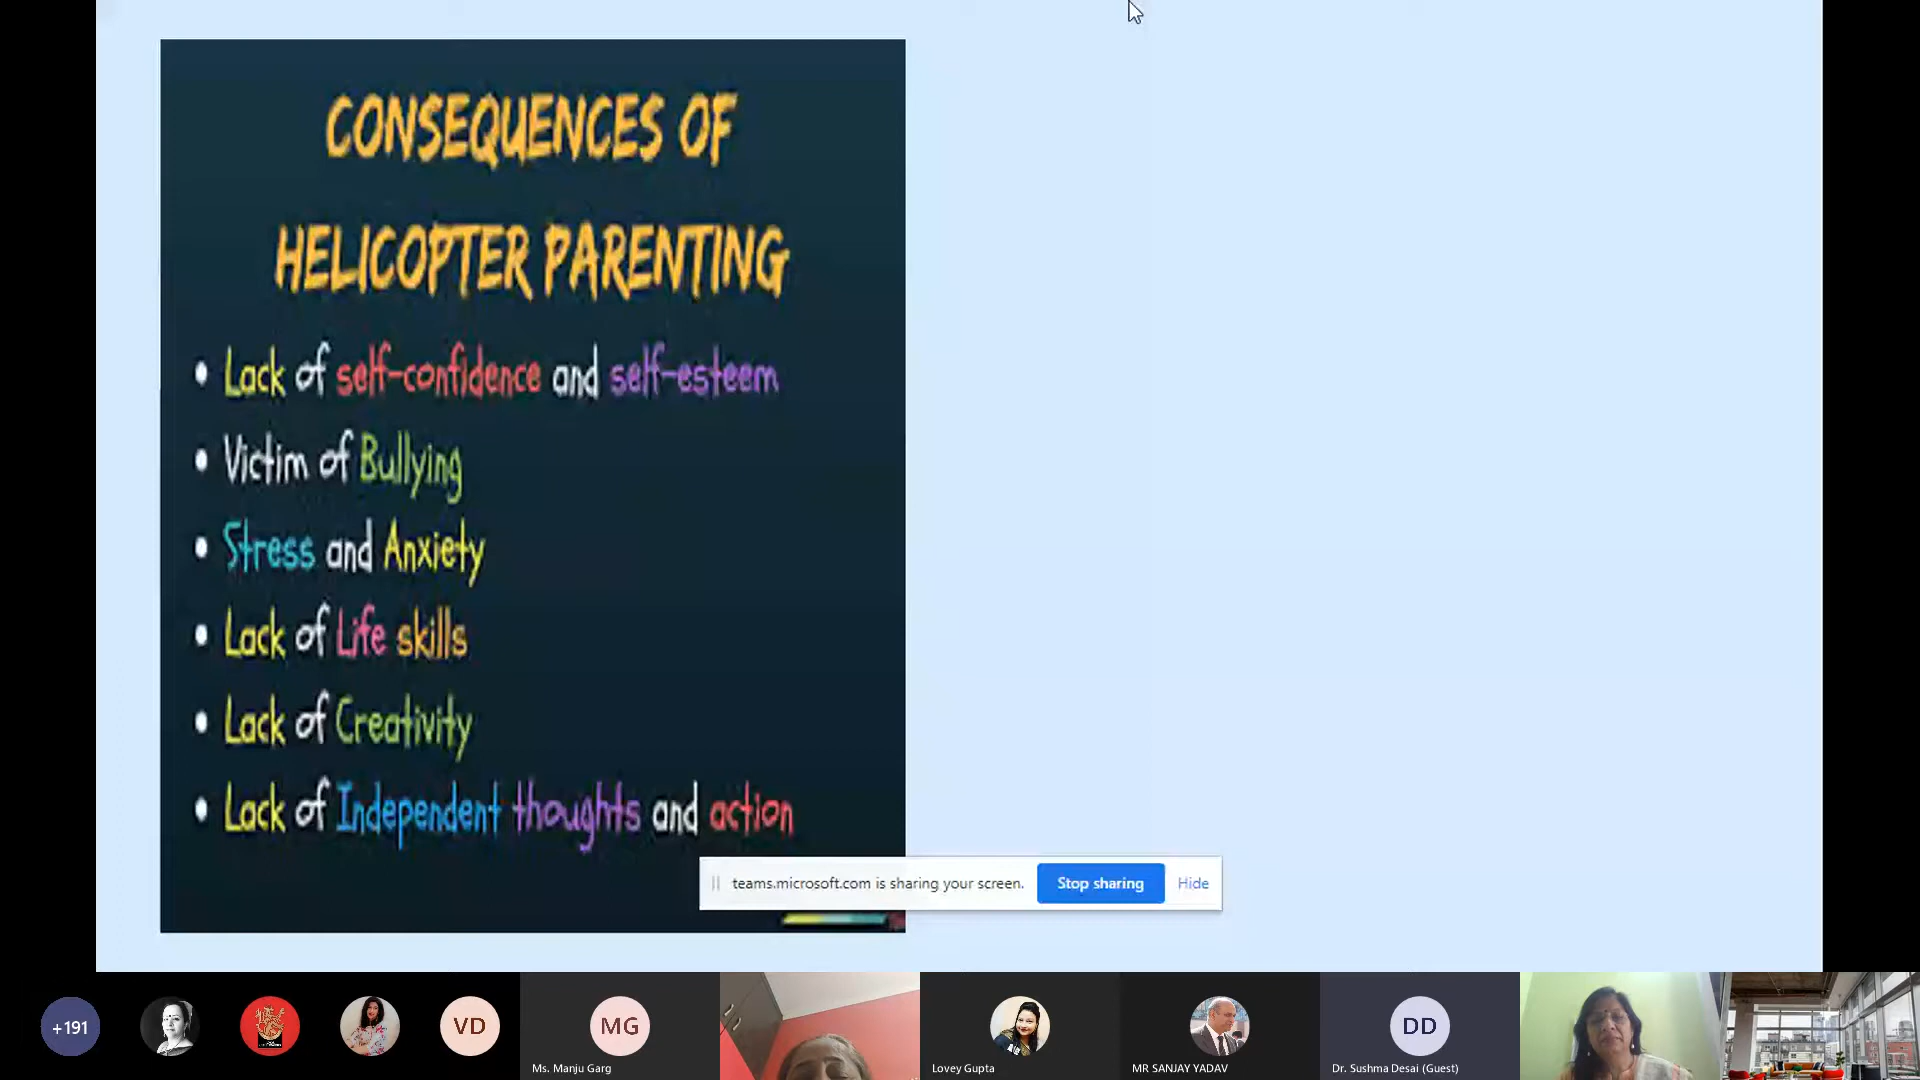 CONSEQUENCES OF
HELICOPTER PARENTING
• Lack of self-confidence and self-esteem
• Victim of Bullying
• Stress and Anxiety
• Lack of Life skills
• Lack of Creativity
• Lack of Independent thoughts and action
teams.microsoft.com is sharing your screen. Stop sharing Hide
+191
VD
MG
DD
Ms. Manju Garg
Lovey Gupta
MR SANJAY YADAV
Dr. Sushma Desai (Guest)